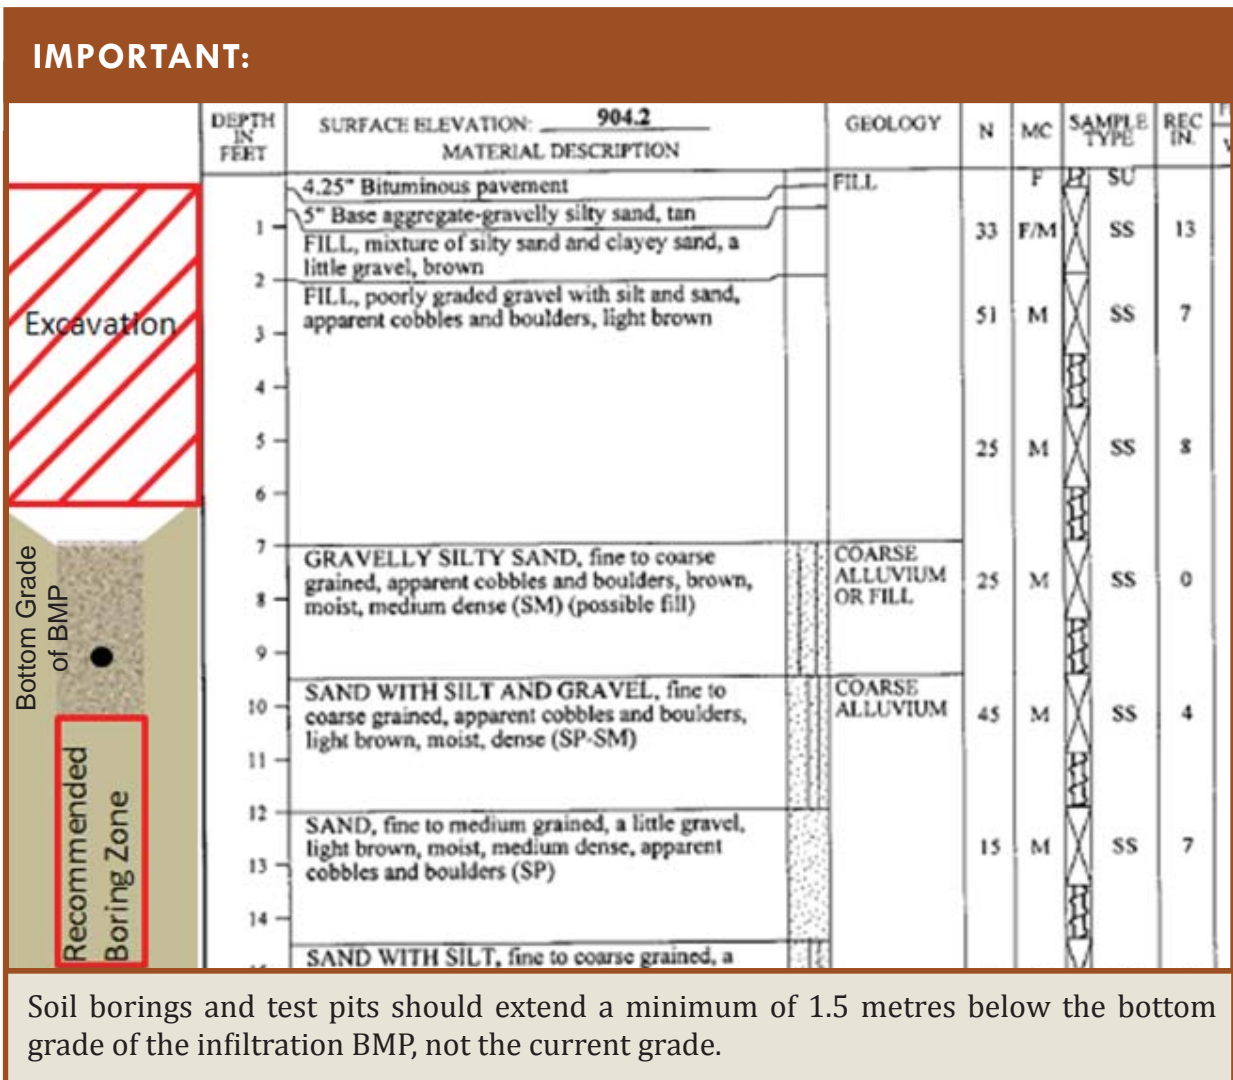 IMPORTANT:
DEPTH
IN
FEET
SURFACE ELEVATION: 904.2
MATERIAL DESCRIPTION
GEOLOGY
N
MC
SAMPLE
TYPE
REC
IN.
4.25" Bituminous pavement
FILL
F
SU
5" Base aggregate-gravelly silty sand, tan
1
FILL, mixture of silty sand and clayey sand, a
little gravel, brown
33 F/M SS 13
2
FILL, poorly graded gravel with silt and sand,
apparent cobbles and boulders, light brown
51 M SS 7
Excavation
3
4
5
25 M SS 8
6
7
GRAVELLY SILTY SAND, fine to coarse
grained, apparent cobbles and boulders, brown,
moist, medium dense (SM) (possible fill)
COARSE
ALLUVIUM
OR FILL
25 M SS 0
8
9
Bottom Grade
of BMP
SAND WITH SILT AND GRAVEL, fine to
coarse grained, apparent cobbles and boulders,
light brown, moist, dense (SP-SM)
COARSE
ALLUVIUM
10
45 M SS 4
11
12
SAND, fine to medium grained, a little gravel,
light brown, moist, medium dense, apparent
cobbles and boulders (SP)
15 M SS 7
13
14
Recommended
Boring Zone
SAND WITH SILT, fine to coarse grained, a
Soil borings and test pits should extend a minimum of 1.5 metres below the bottom
grade of the infiltration BMP, not the current grade.